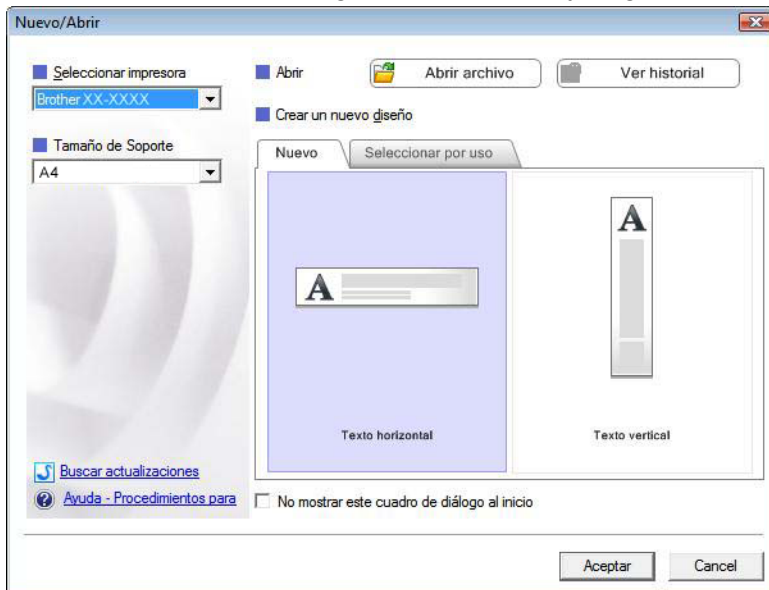 Nuevo/Abrir
Seleccionar impresora
Brother XX-XXXX
Tamaño de Soporte
A4
Abrir
Abrir archivo
Ver historial
Crear un nuevo diseño
Nuevo
Seleccionar por uso
A
A
Texto horizontal
Texto vertical
Buscar actualizaciones
Ayuda - Procedimientos para
No mostrar este cuadro de diálogo al inicio
Aceptar
Cancel